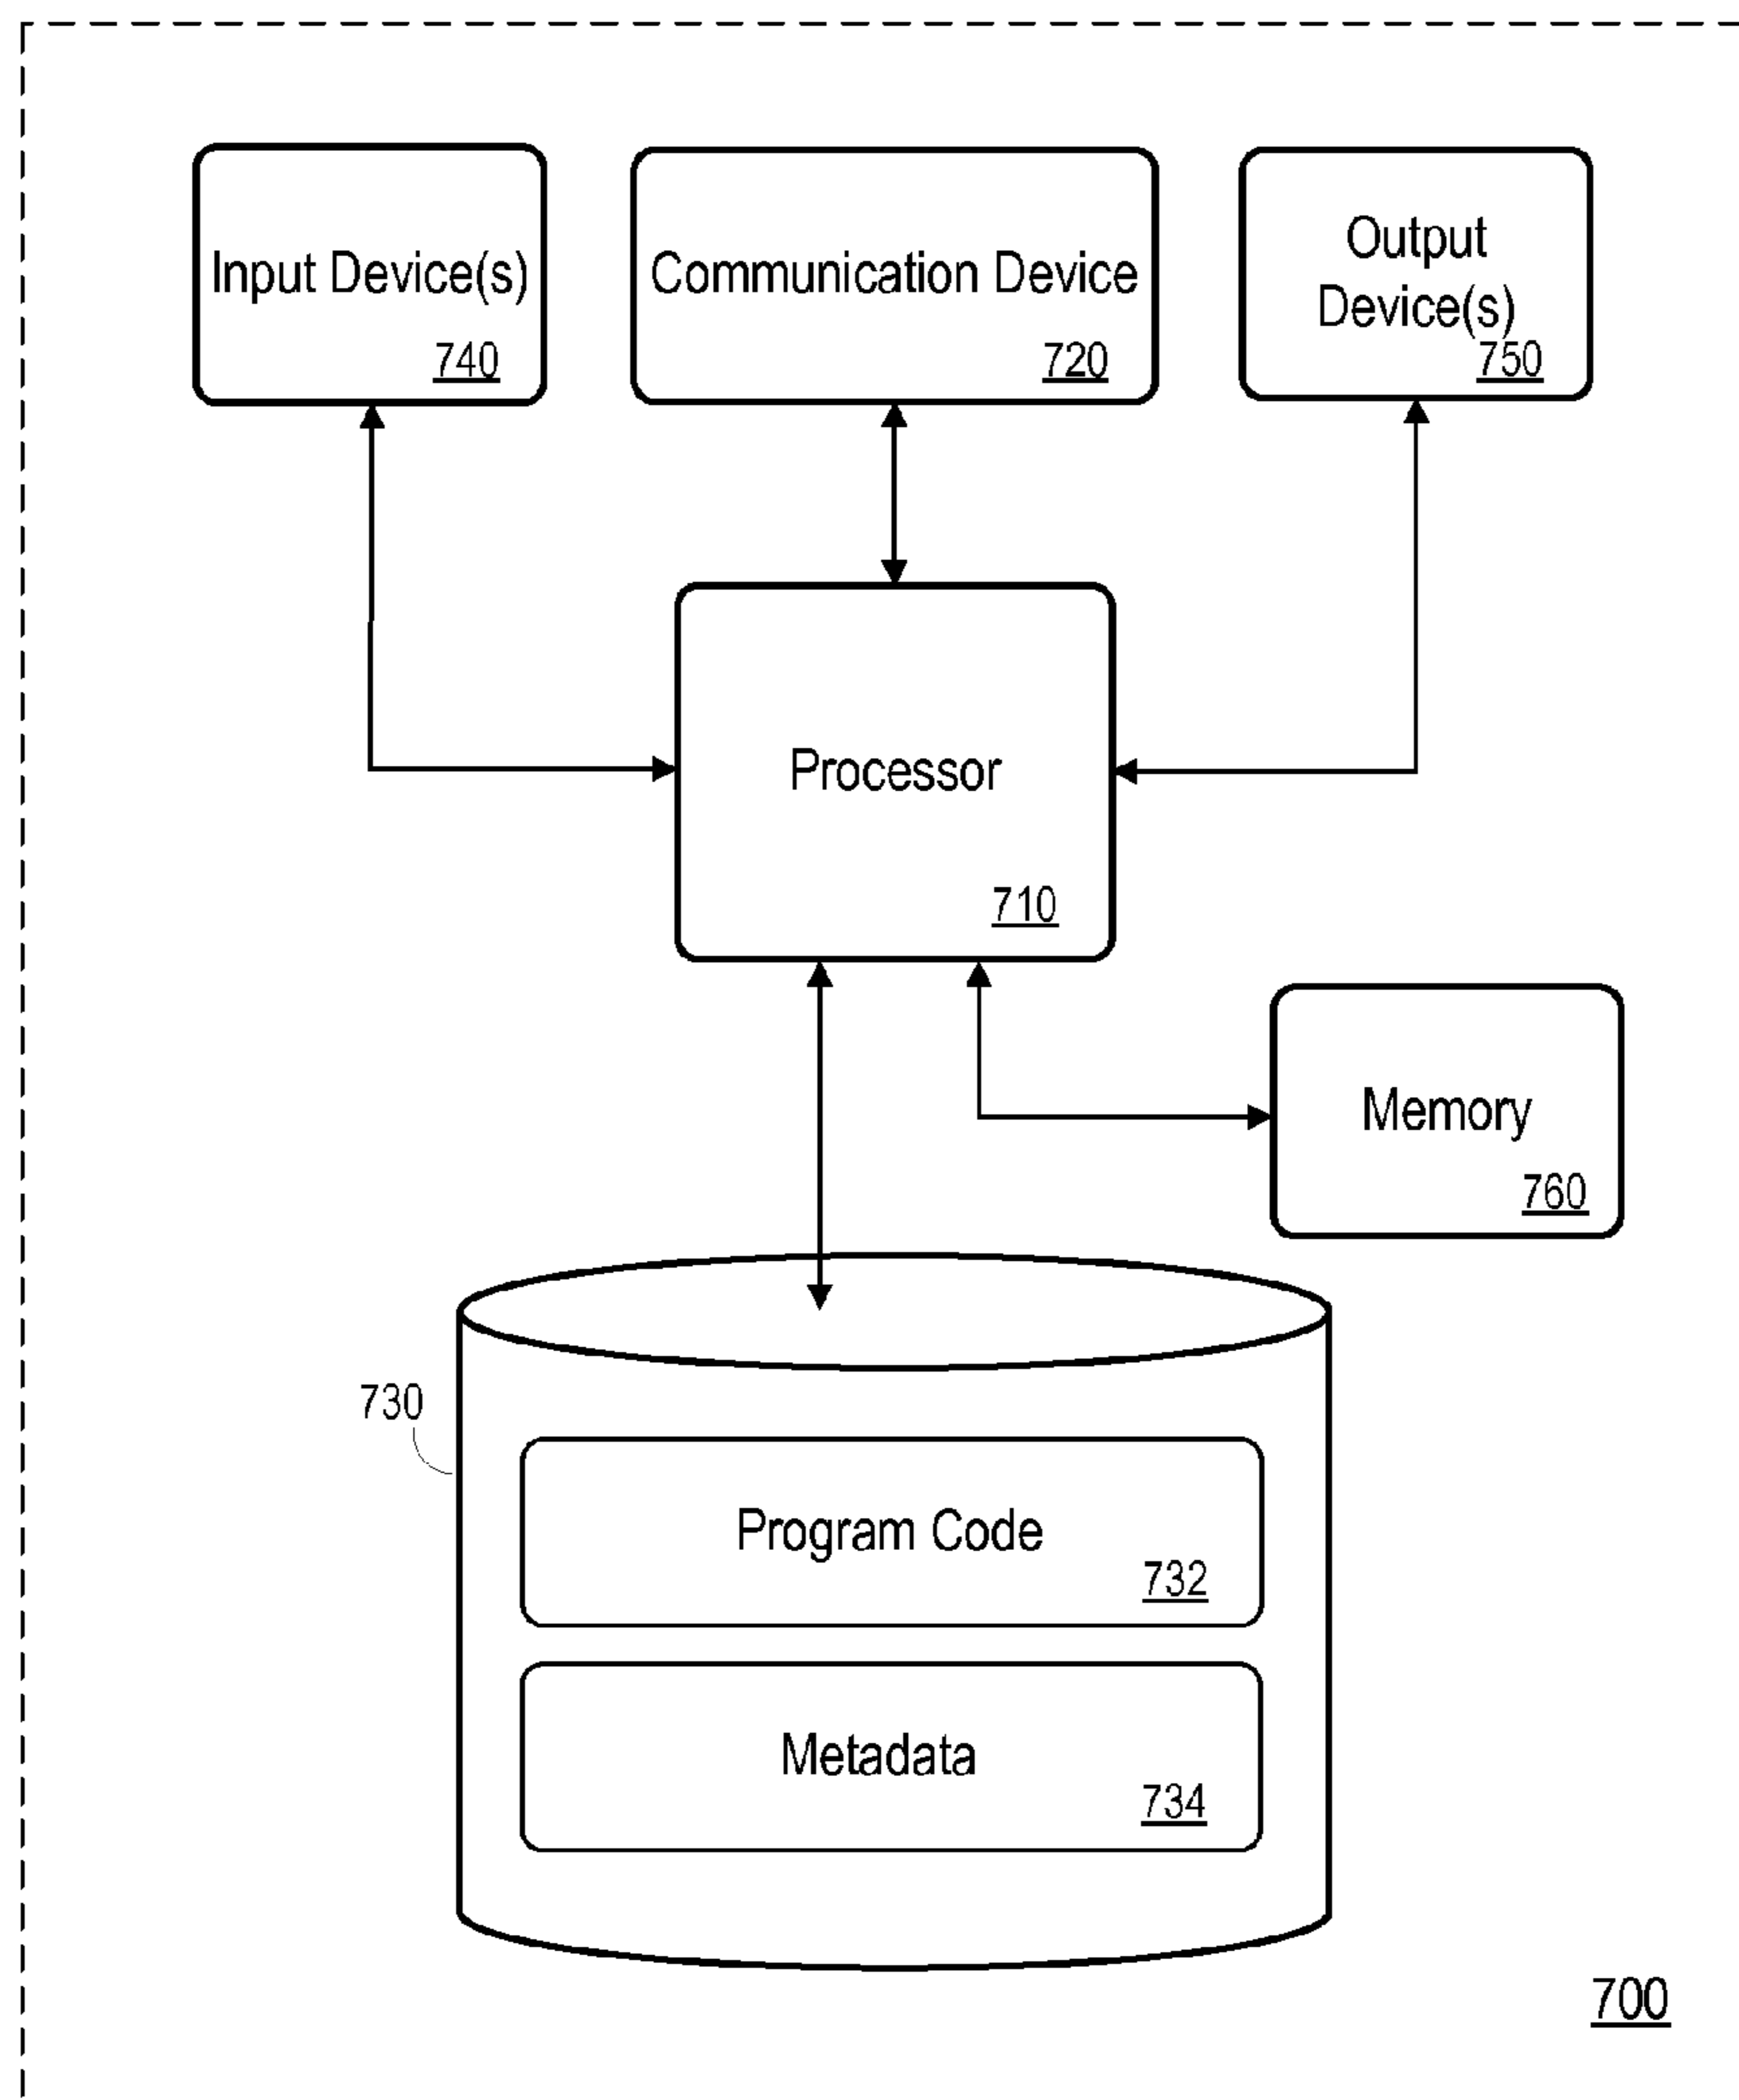 Input Device(s)
740
Communication Device
720
Output
Device(s)
750
Processor
710
Memory
760
730
Program Code
732
Metadata
734
700